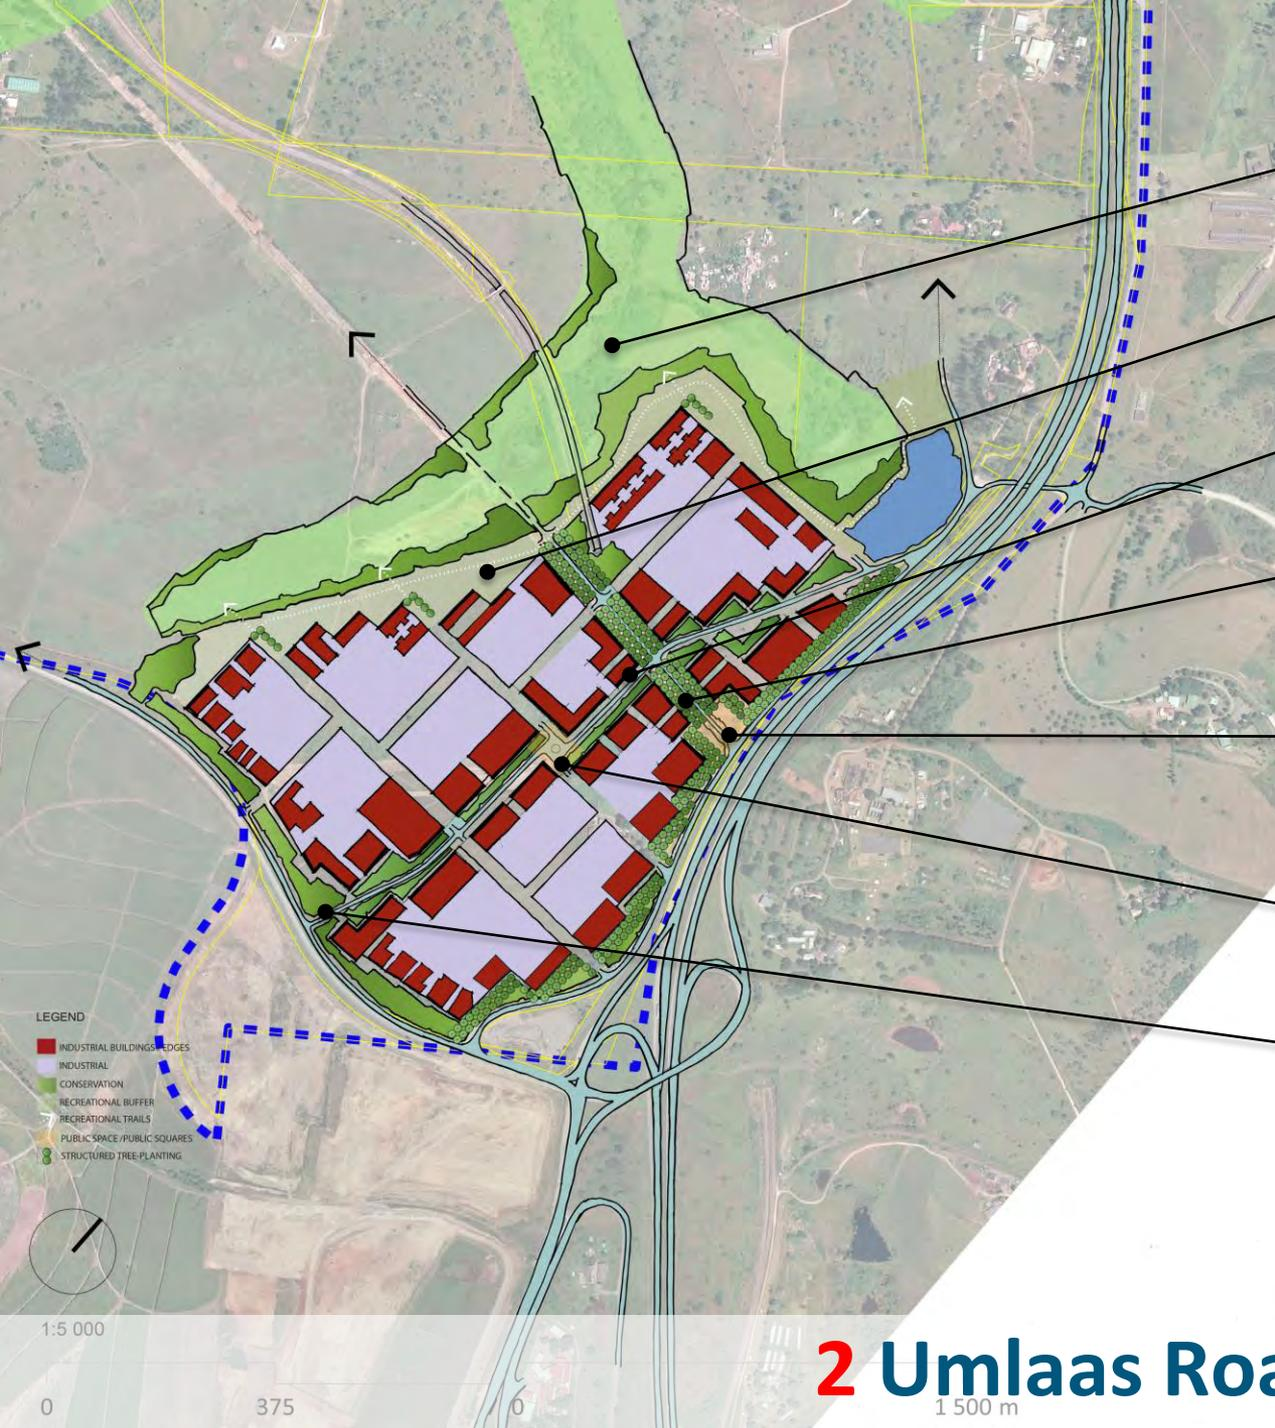 LEGEND
INDUSTRIAL BUILDINGS EDGES
INDUSTRIAL
CONSERVATION
RECREATIONAL BUFFER
RECREATIONAL TRAILS
PUBLIC SPACE /PUBLIC SQUARES
STRUCTURED TREE-PLANTING
1:5 000
2 Umlaas Roa
0 375 0 1 500 m